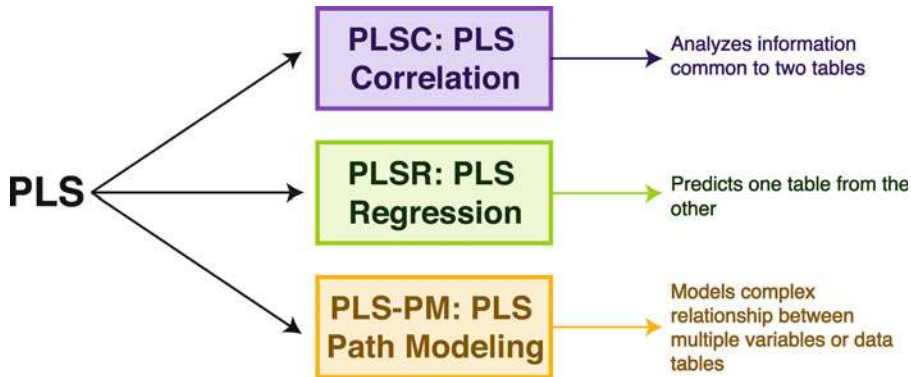 PLS
PLSC: PLS
Correlation
Analyzes information
common to two tables
PLSR: PLS
Regression
Predicts one table from the
other
PLS-PM: PLS
Path Modeling
Models complex
relationship between
multiple variables or data
tables